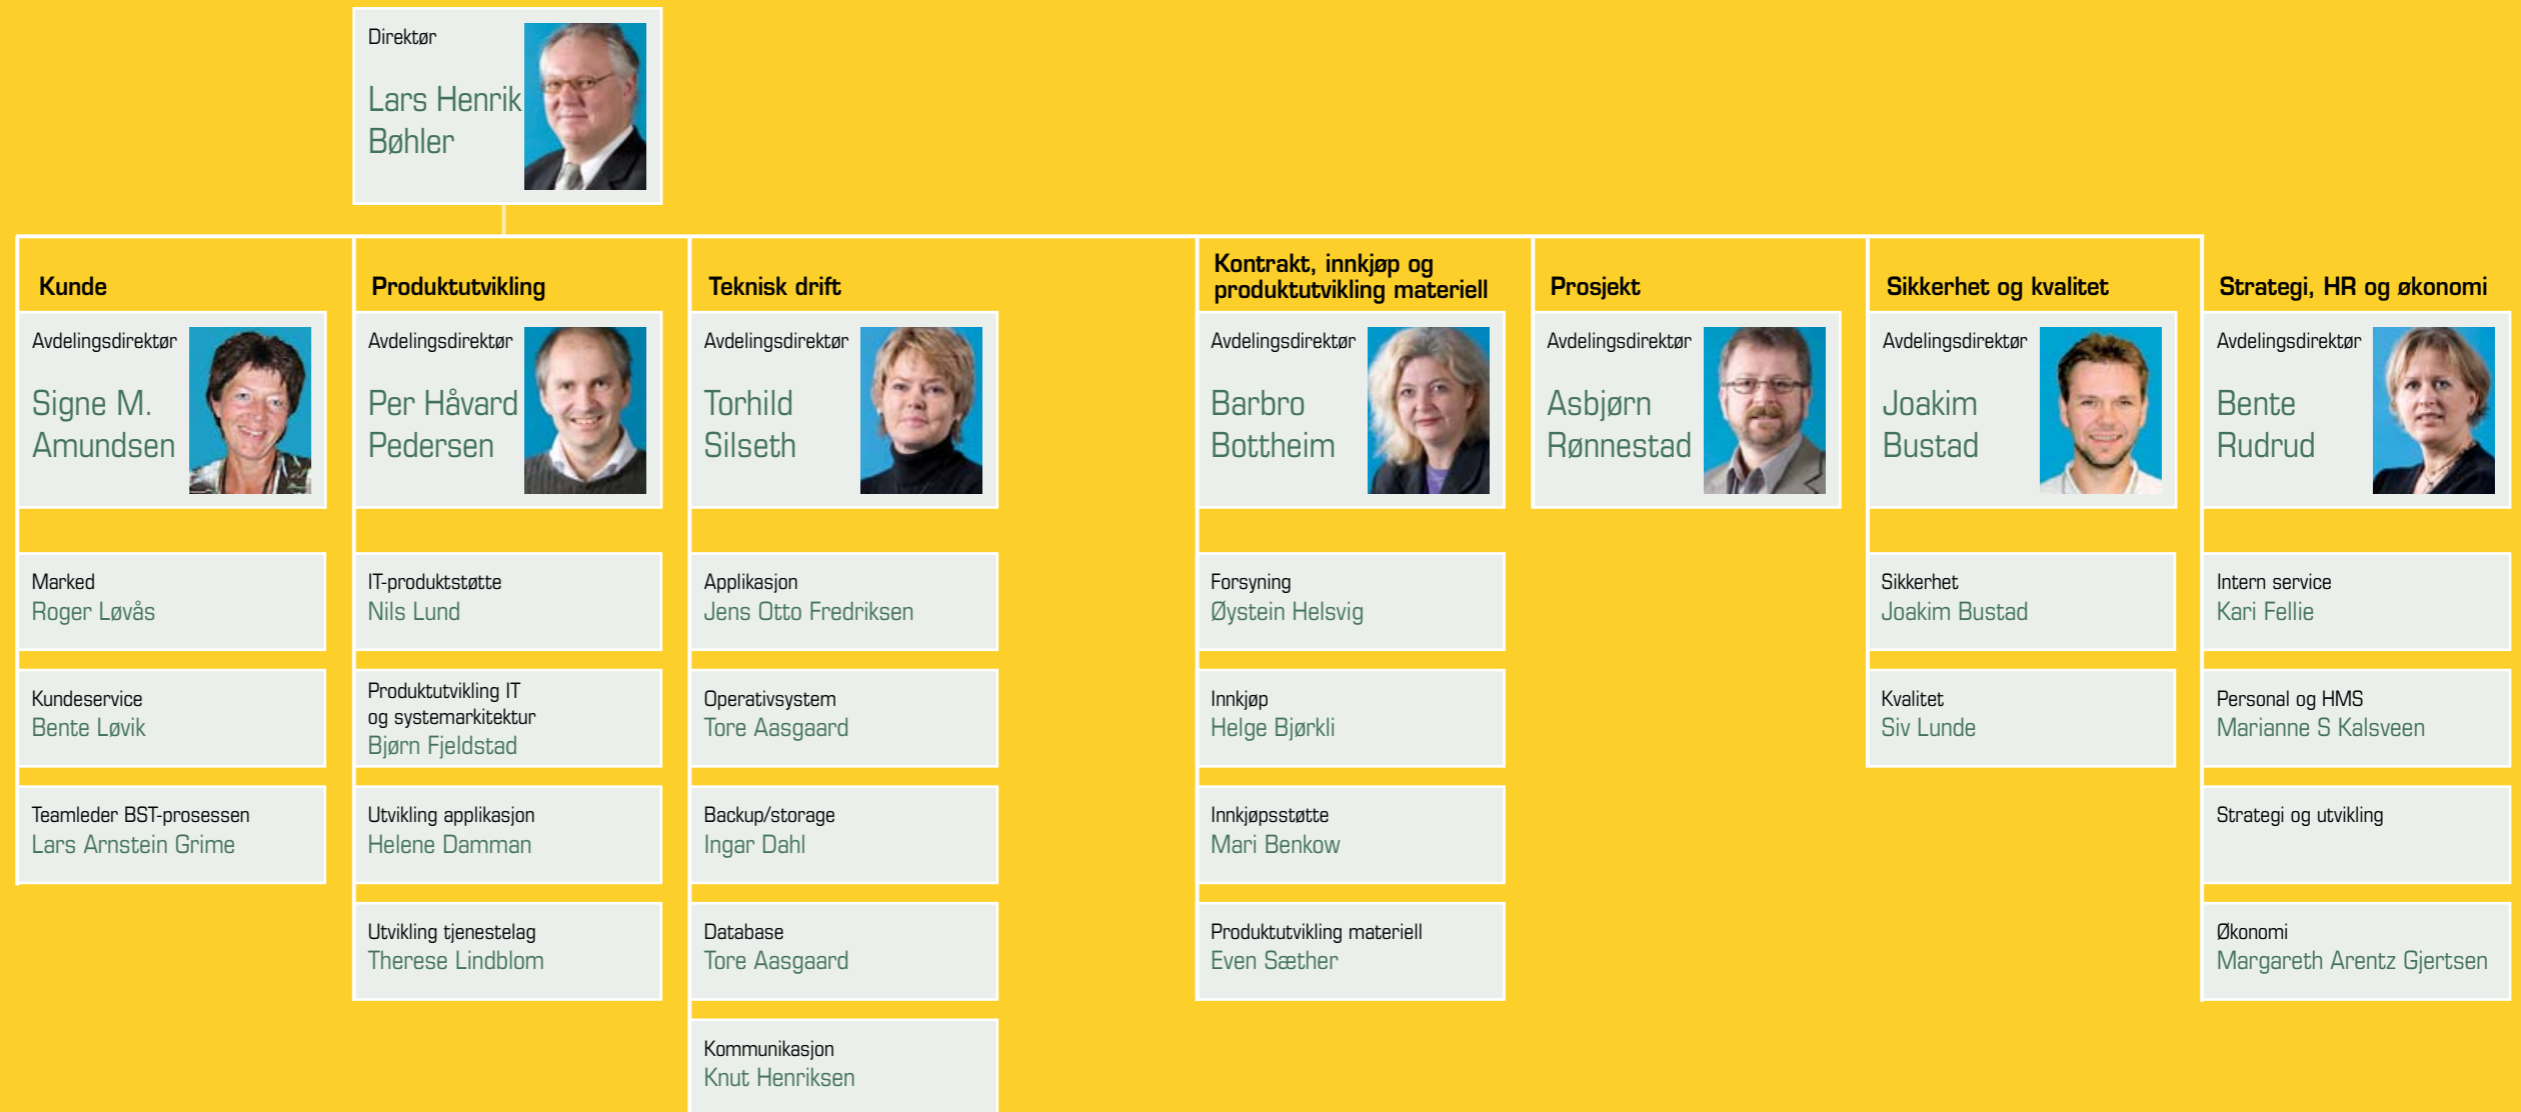 Direktør
Lars Henrik
Bøhler
Kunde
Avdelingsdirektør
Signe M.
Amundsen
Marked
Roger Løvås
Kundeservice
Bente Løvik
Teamleder BST-prosessen
Lars Arnstein Grime
Produktutvikling
Avdelingsdirektør
Per Håvard
Pedersen
IT-produktstøtte
Nils Lund
Produktutvikling IT
og systemarkitektur
Bjørn Fjeldstad
Utvikling applikasjon
Helene Damman
Utvikling tjenestelag
Therese Lindblom
Teknisk drift
Avdelingsdirektør
Torhild
Silseth
Applikasjon
Jens Otto Fredriksen
Operativsystem
Tore Aasgaard
Backup/storage
Ingar Dahl
Database
Tore Aasgaard
Kommunikasjon
Knut Henriksen
Kontrakt, innkjøp og
produktutvikling materiell
Avdelingsdirektør
Barbro
Bottheim
Forsyning
Øystein Helsvig
Innkjøp
Helge Bjørkli
Innkjøpsstøtte
Mari Benkow
Produktutvikling materiell
Even Sæther
Prosjekt
Avdelingsdirektør
Asbjørn
Rønnestad
Sikkerhet og kvalitet
Avdelingsdirektør
Joakim
Bustad
Sikkerhet
Joakim Bustad
Kvalitet
Siv Lunde
Strategi, HR og økonomi
Avdelingsdirektør
Bente
Rudrud
Intern service
Kari Fellie
Personal og HMS
Marianne S Kalsveen
Strategi og utvikling
Økonomi
Margareth Arentz Gjertsen